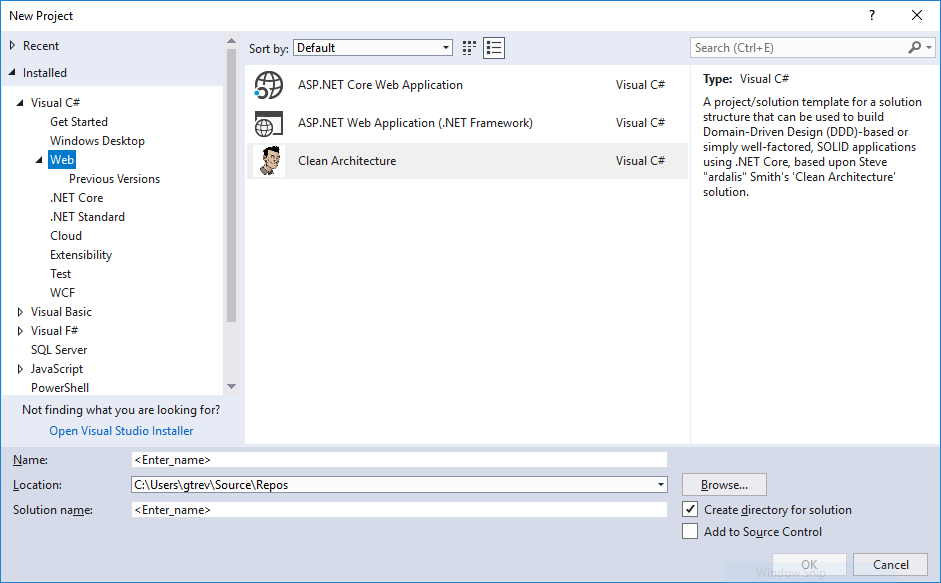 New Project
?
Recent
Installed
Visual C#
Get Started
Windows Desktop
Web
Previous Versions
.NET Core
.NET Standard
Cloud
Extensibility
Test
WCF
Visual Basic
Visual F#
SQL Server
JavaScript
PowerShell
Not finding what you are looking for?
Open Visual Studio Installer
Sort by: Default
ASP.NET Core Web Application Visual C#
ASP.NET Web Application (.NET Framework) Visual C#
Clean Architecture Visual C#
Search (Ctrl+E)
Type: Visual C#
A project/solution template for a solution
structure that can be used to build
Domain-Driven Design (DDD)-based or
simply well-factored, SOLID applications
using .NET Core, based upon Steve
"ardalis" Smith's 'Clean Architecture'
solution.
Name: <Enter_name>
Location: C:\Users\gtrev\Source\Repos Browse...
Solution name: <Enter_name>
Create directory for solution
Add to Source Control
Window Snip
OK
Cancel